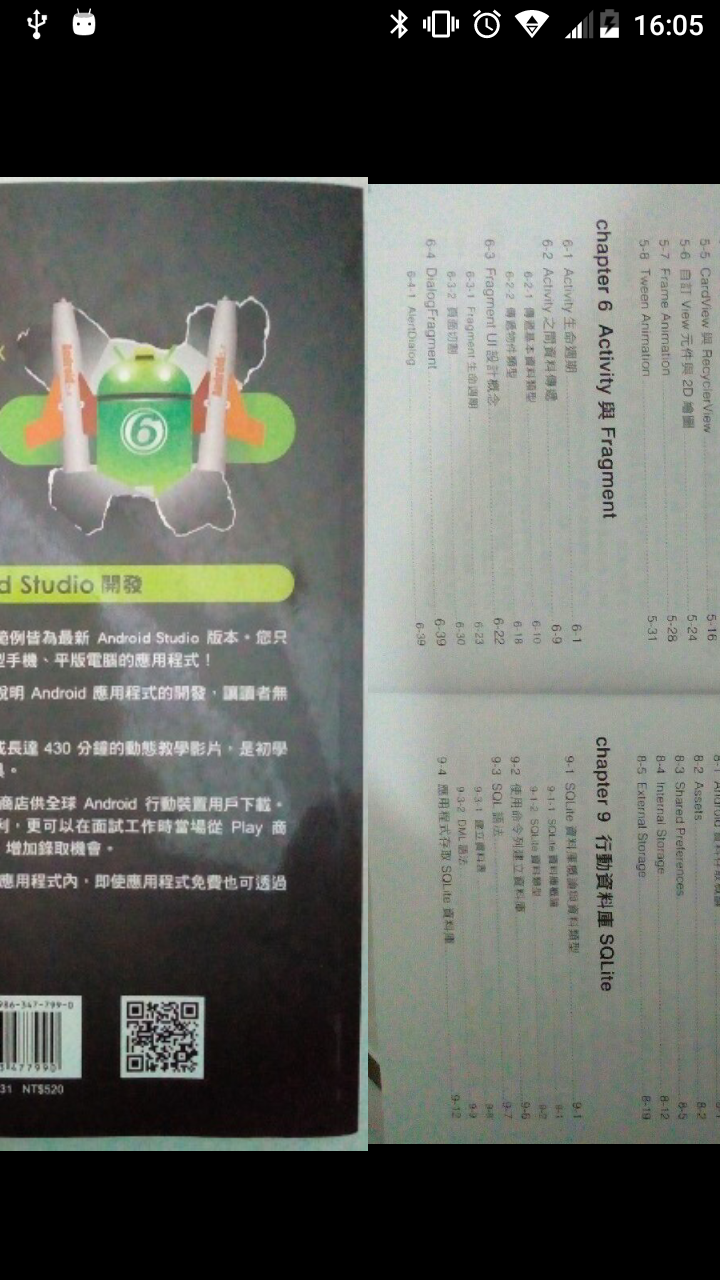 16:05
6
d Studio 開發
範例皆為最新 Android Studio 版本。您只
型手機、平版電腦的應用程式！
說明 Android 應用程式的開發，讓讀者無
成長達 430 分鐘的動態教學影片，是初學
。
商店供全球 Android 行動裝置用戶下載。
利，更可以在面試工作時當場從 Play 商
增加錄取機會。
應用程式內，即使應用程式免費也可透過
986-347-799-0
477990
31 NT$520
5-5 CardView 與 RecyclerView 5-16
5-6 自訂 View 元件與 2D 繪圖 5-24
5-7 Frame Animation 5-28
5-8 Tween Animation 5-31
chapter 6 Activity 與 Fragment
6-1 Activity 生命週期 6-1
6-2 Activity 之間資料傳遞 6-9
6-2-1 傳遞基本資料類型 6-10
6-2-2 傳遞物件類型 6-18
6-3 Fragment UI 設計概念 6-22
6-3-1 Fragment 生命週期 6-23
6-3-2 頁面切割 6-30
6-4 DialogFragment 6-39
6-4-1 AlertDialog 6-39
8-2 Assets 8-2
8-3 Shared Preferences 8-5
8-4 Internal Storage 8-12
8-5 External Storage 8-19
chapter 9 行動資料庫 SQLite
9-1 SQLite 資料庫概論與資料類型 9-1
9-1-1 SQLite 資料庫概論 9-1
9-1-2 SQLite 資料類型 9-2
9-2 使用命令列建立資料庫 9-6
9-3 SQL 語法 9-7
9-3-1 建立資料表 9-8
9-3-2 DML 語法 9-9
9-4 應用程式存取 SQLite 資料庫 9-12